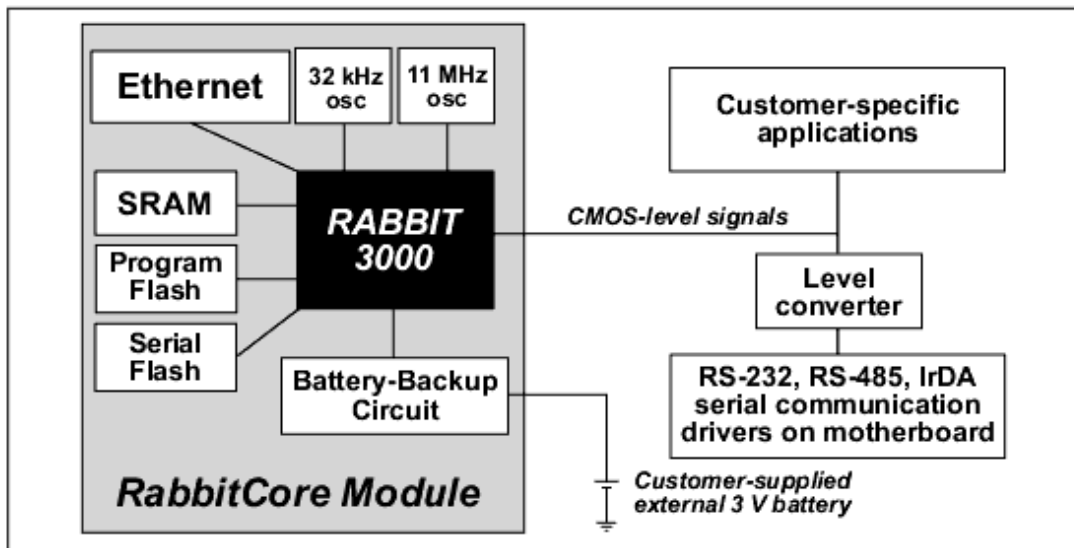 Ethernet
32 kHz
osc
11 MHz
osc
SRAM
Program
Flash
Serial
Flash
RABBIT
3000
Battery-Backup
Circuit
RabbitCore Module
CMOS-level signals
Customer-specific
applications
Level
converter
RS-232, RS-485, IrDA
serial communication
drivers on motherboard
Customer-supplied
external 3 V battery